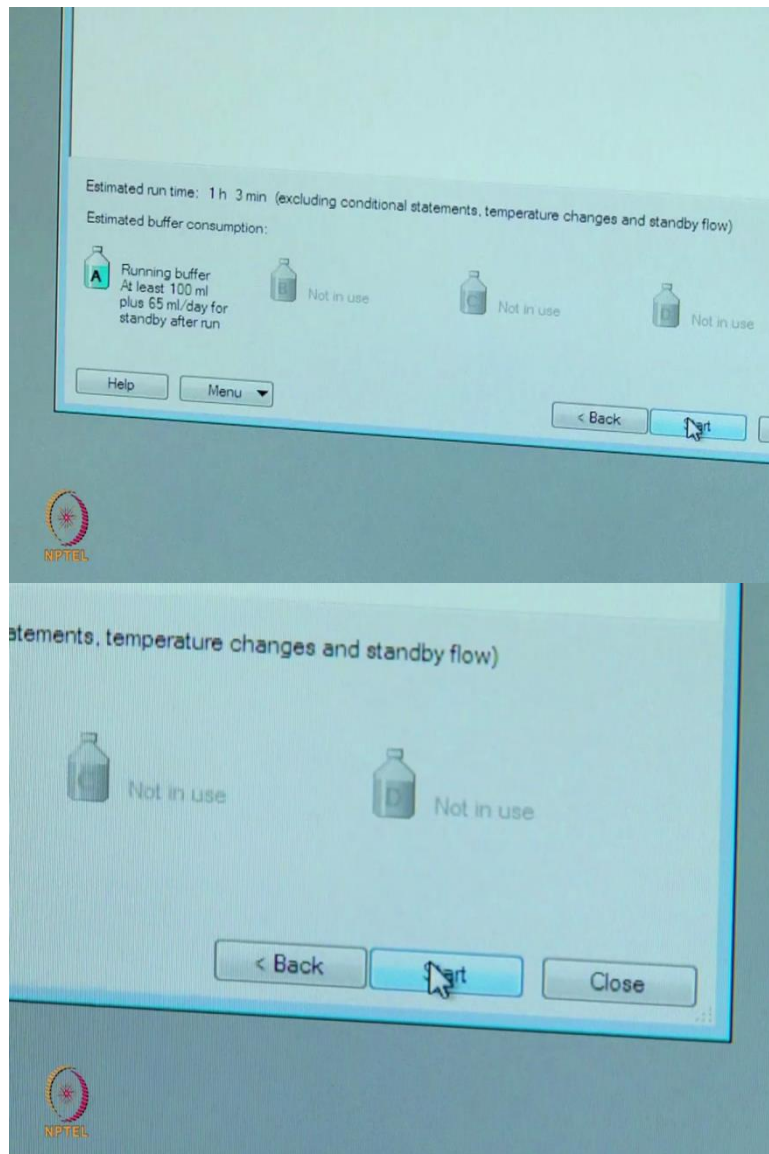 Estimated run time: 1 h 3 min (excluding conditional statements, temperature changes and standby flow)
Estimated buffer consumption:
A
Running buffer
At least 100 ml
plus 65 ml/day for
standby after run
B Not in use
C Not in use
D Not in use
Help Menu
< Back Start
NPTEL
atements, temperature changes and standby flow)
C Not in use
D Not in use
< Back Start Close
NPTEL